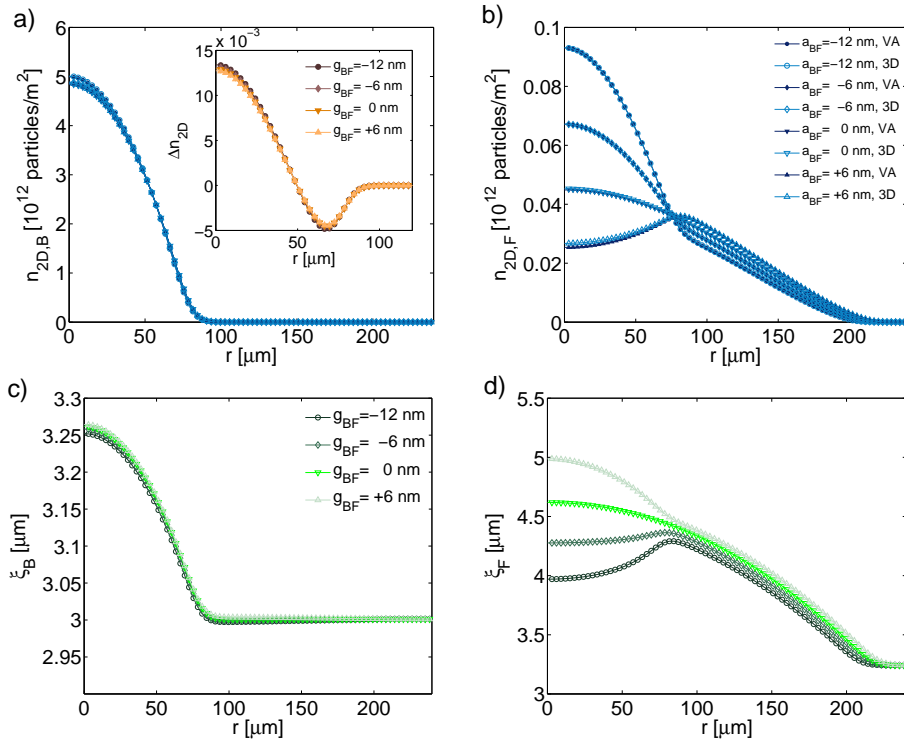 a)
n2D,B [10^12 particles/m^2]
6
5
4
3
2
1
0
0 50 100 150 200
r [μm]
x 10^-3
Δn2D
15
10
5
0
−5
0 50 100
r [μm]
gBF=−12 nm
gBF= −6 nm
gBF= 0 nm
gBF= +6 nm
b)
n2D,F [10^12 particles/m^2]
0.1
0.08
0.06
0.04
0.02
0
0 50 100 150 200
r [μm]
aBF=−12 nm, VA
aBF=−12 nm, 3D
aBF= −6 nm, VA
aBF= −6 nm, 3D
aBF= 0 nm, VA
aBF= 0 nm, 3D
aBF= +6 nm, VA
aBF= +6 nm, 3D
c)
ξB [μm]
3.3
3.25
3.2
3.15
3.1
3.05
3
2.95
0 50 100 150 200
r [μm]
gBF=−12 nm
gBF= −6 nm
gBF= 0 nm
gBF= +6 nm
d)
ξF [μm]
5.5
5
4.5
4
3.5
3
0 50 100 150 200
r [μm]